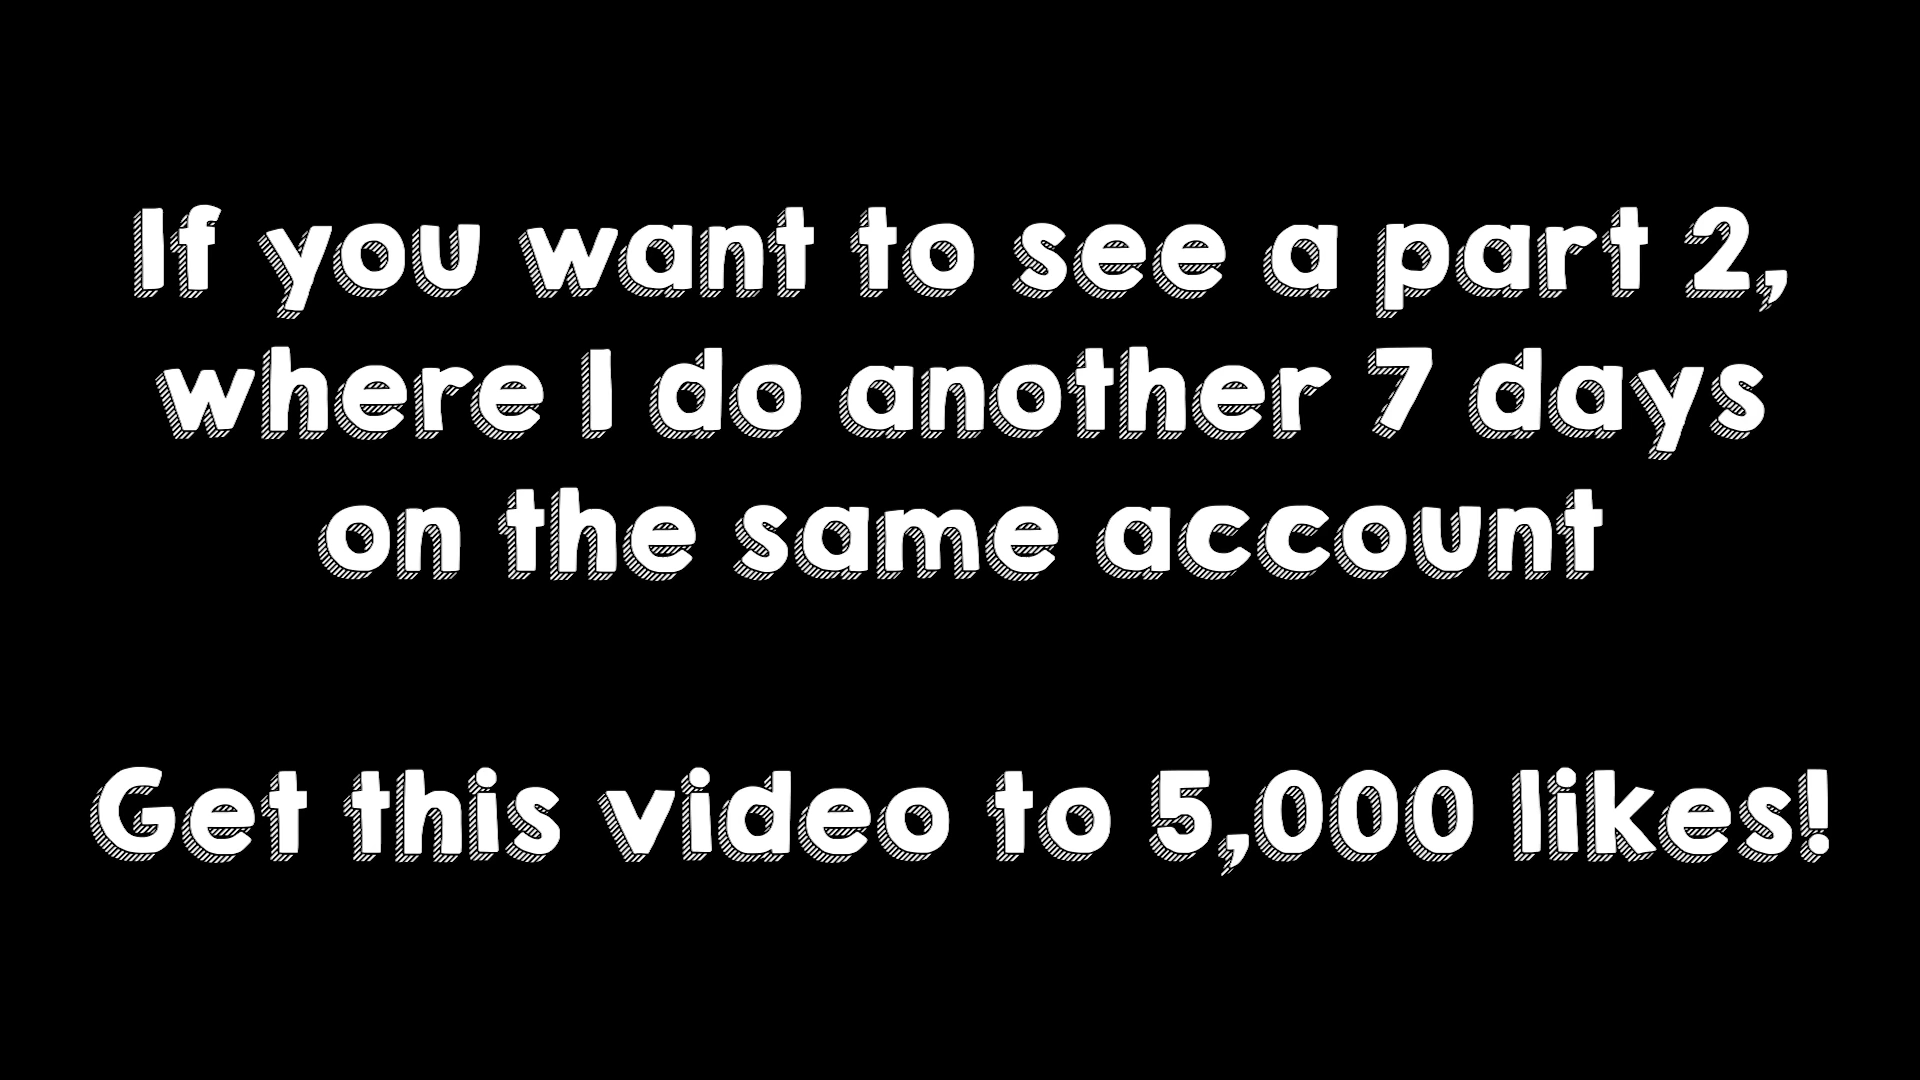 If you want to see a part 2,
where I do another 7 days
on the same account
Get this video to 5,000 likes!